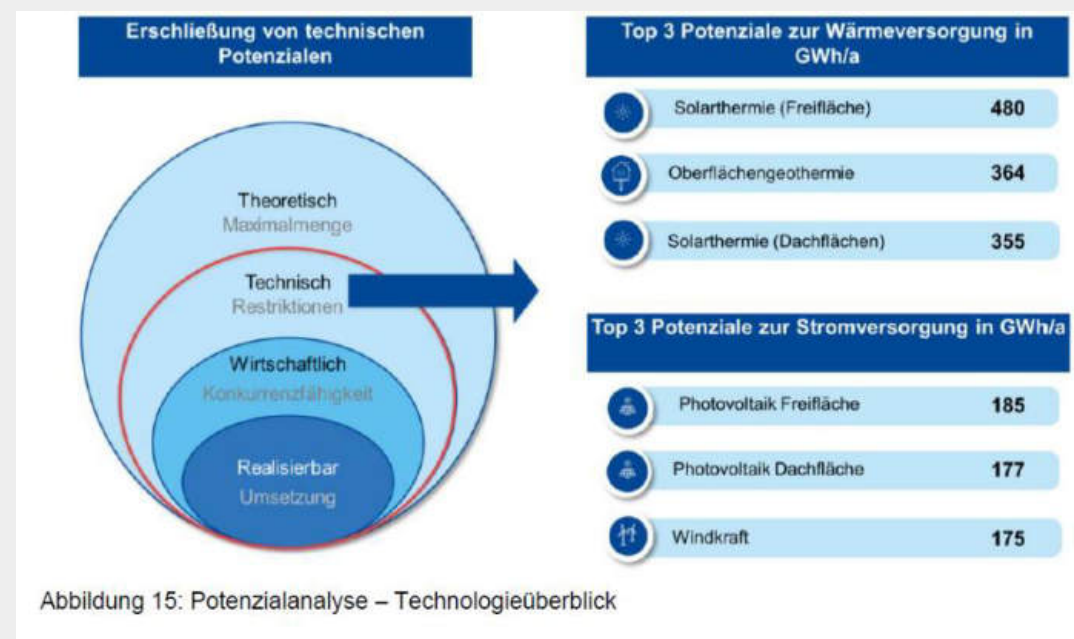 Erschließung von technischen
Potenzialen
Theoretisch
Maximalmenge
Technisch
Restriktionen
Wirtschaftlich
Konkurrenzfähigkeit
Realisierbar
Umsetzung
Top 3 Potenziale zur Wärmeversorgung in
GWh/a
Solarthermie (Freifläche) 480
Oberflächengeothermie 364
Solarthermie (Dachflächen) 355
Top 3 Potenziale zur Stromversorgung in GWh/a
Photovoltaik Freifläche 185
Photovoltaik Dachfläche 177
Windkraft 175
Abbildung 15: Potenzialanalyse – Technologieüberblick